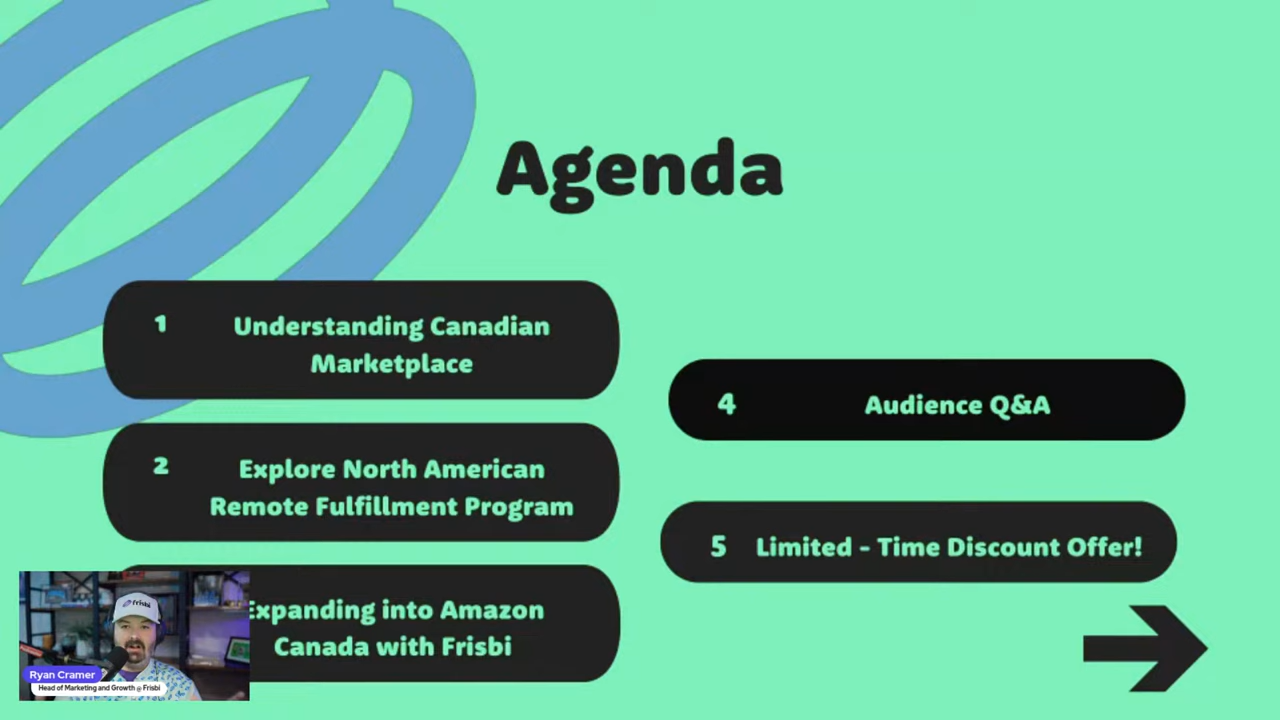 Agenda
1
Understanding Canadian
Marketplace
2
Explore North American
Remote Fulfillment Program
Expanding into Amazon
Canada with Frisbi
4
Audience Q&A
5
Limited - Time Discount Offer!
frisbi
Ryan Cramer
Head of Marketing and Growth @ Frisbi